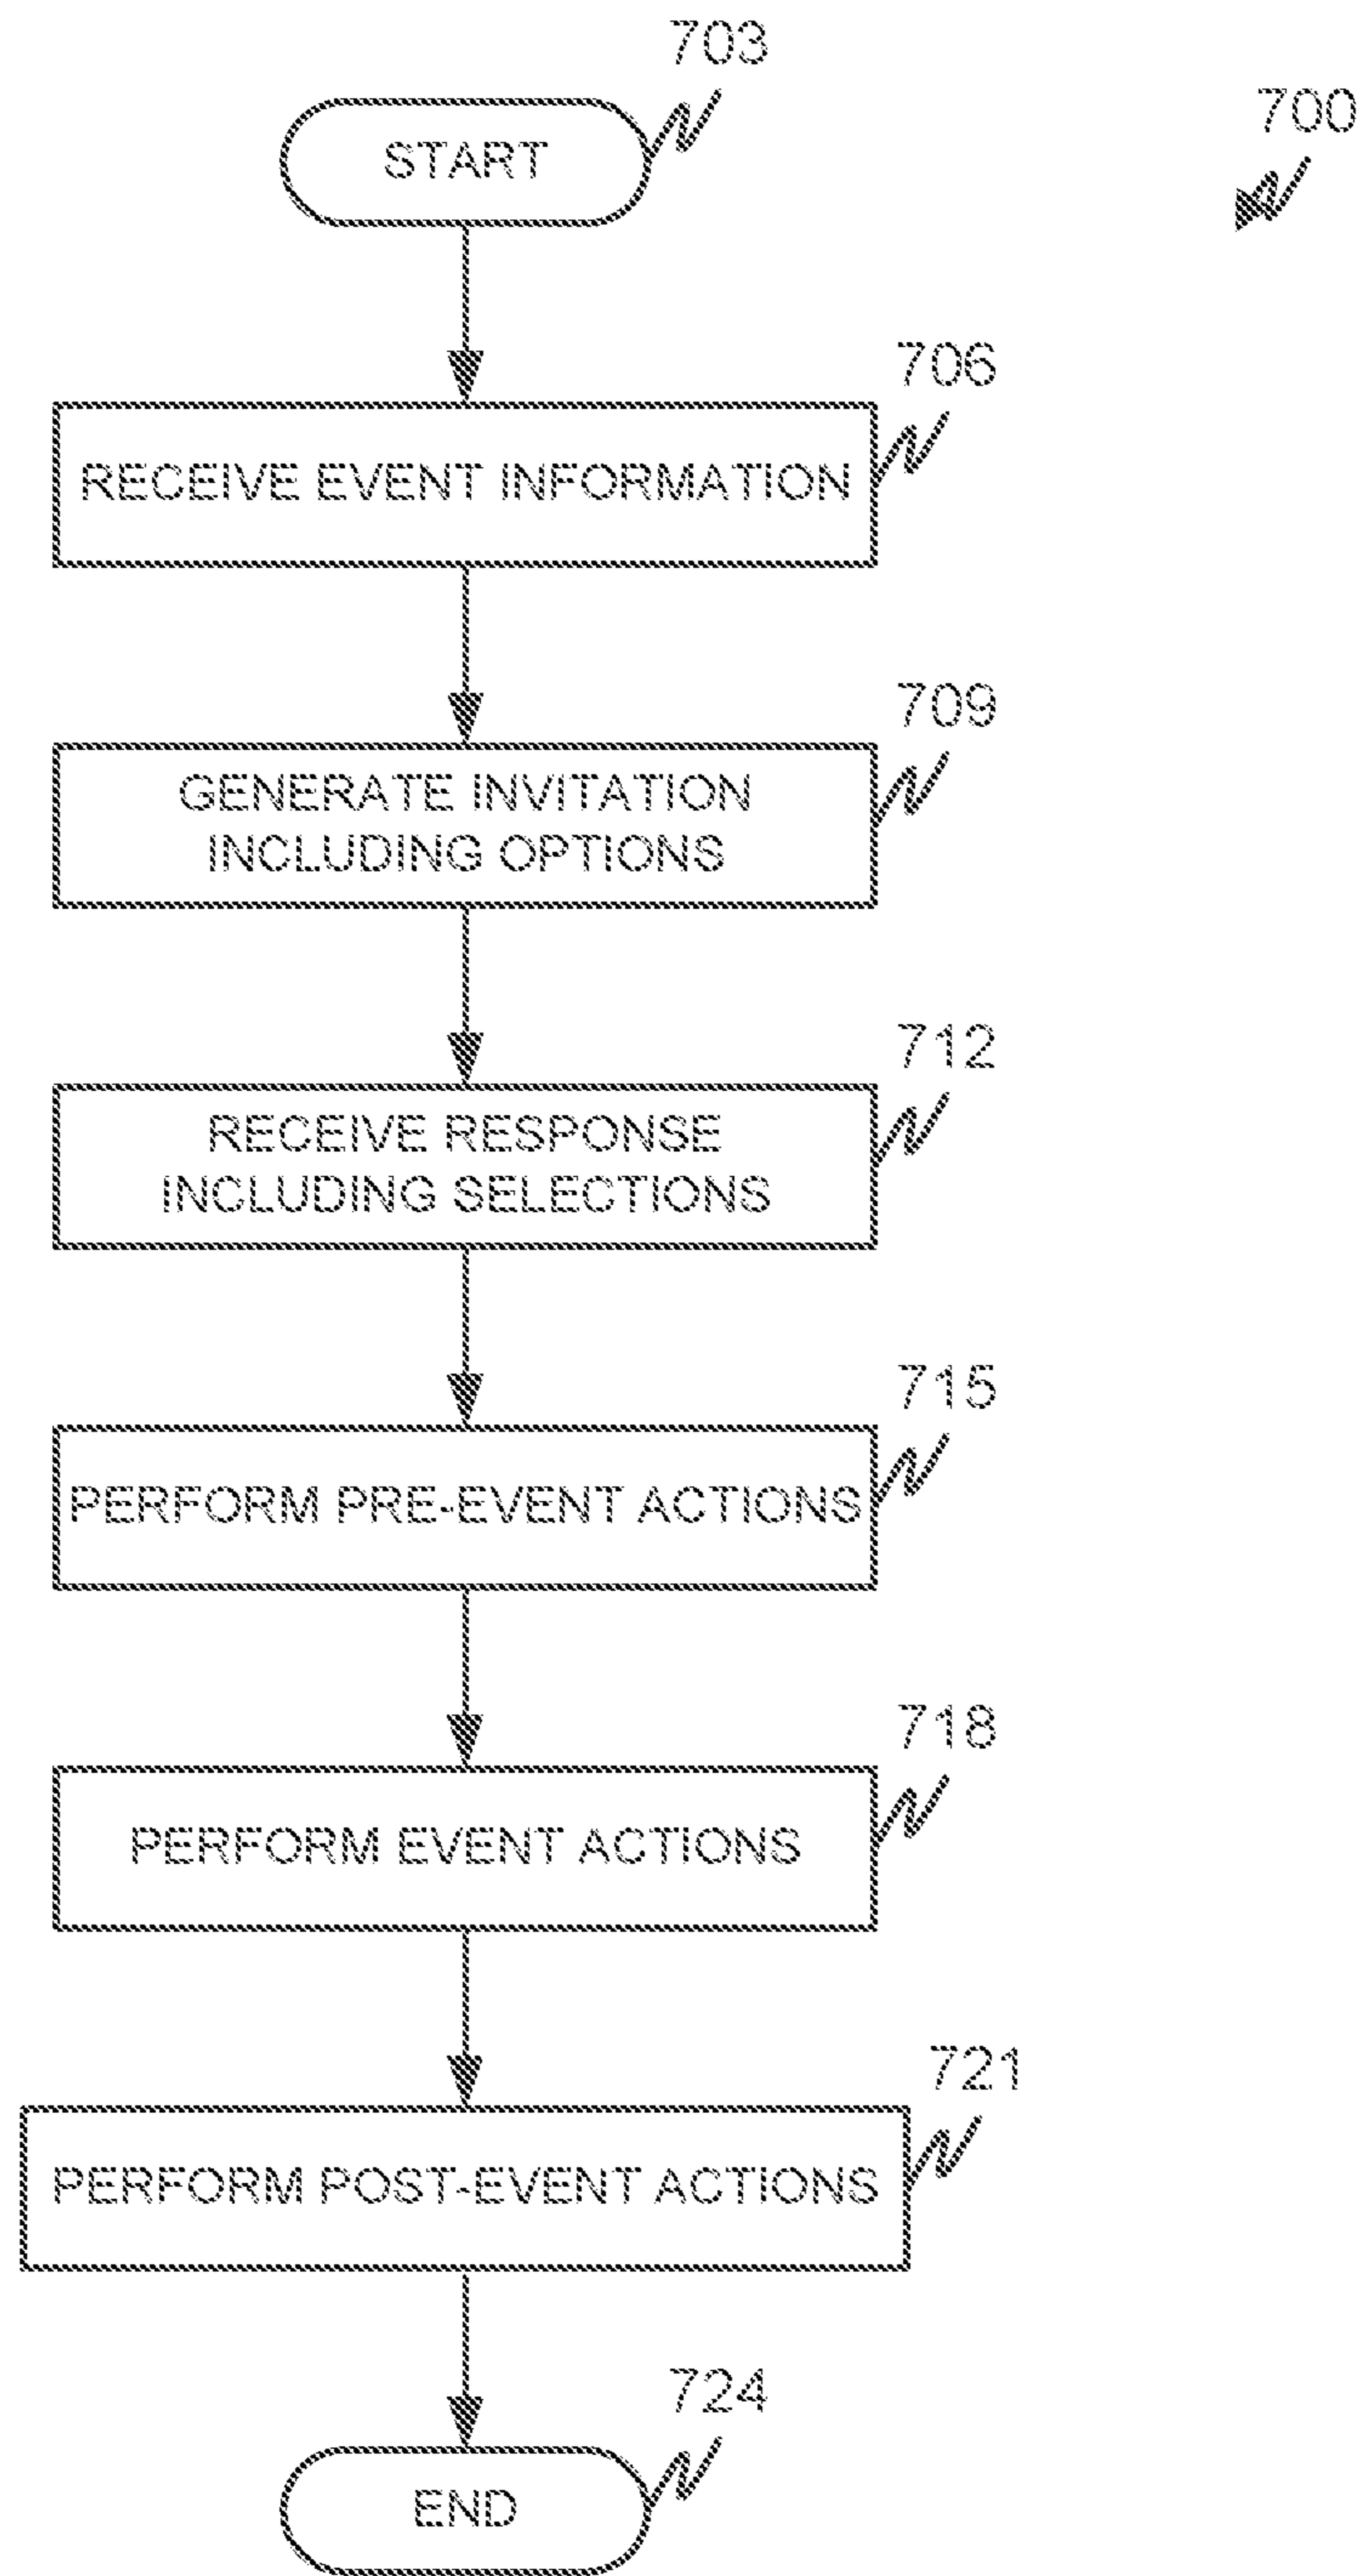 703
START
700
706
RECEIVE EVENT INFORMATION
709
GENERATE INVITATION
INCLUDING OPTIONS
712
RECEIVE RESPONSE
INCLUDING SELECTIONS
715
PERFORM PRE-EVENT ACTIONS
718
PERFORM EVENT ACTIONS
721
PERFORM POST-EVENT ACTIONS
724
END